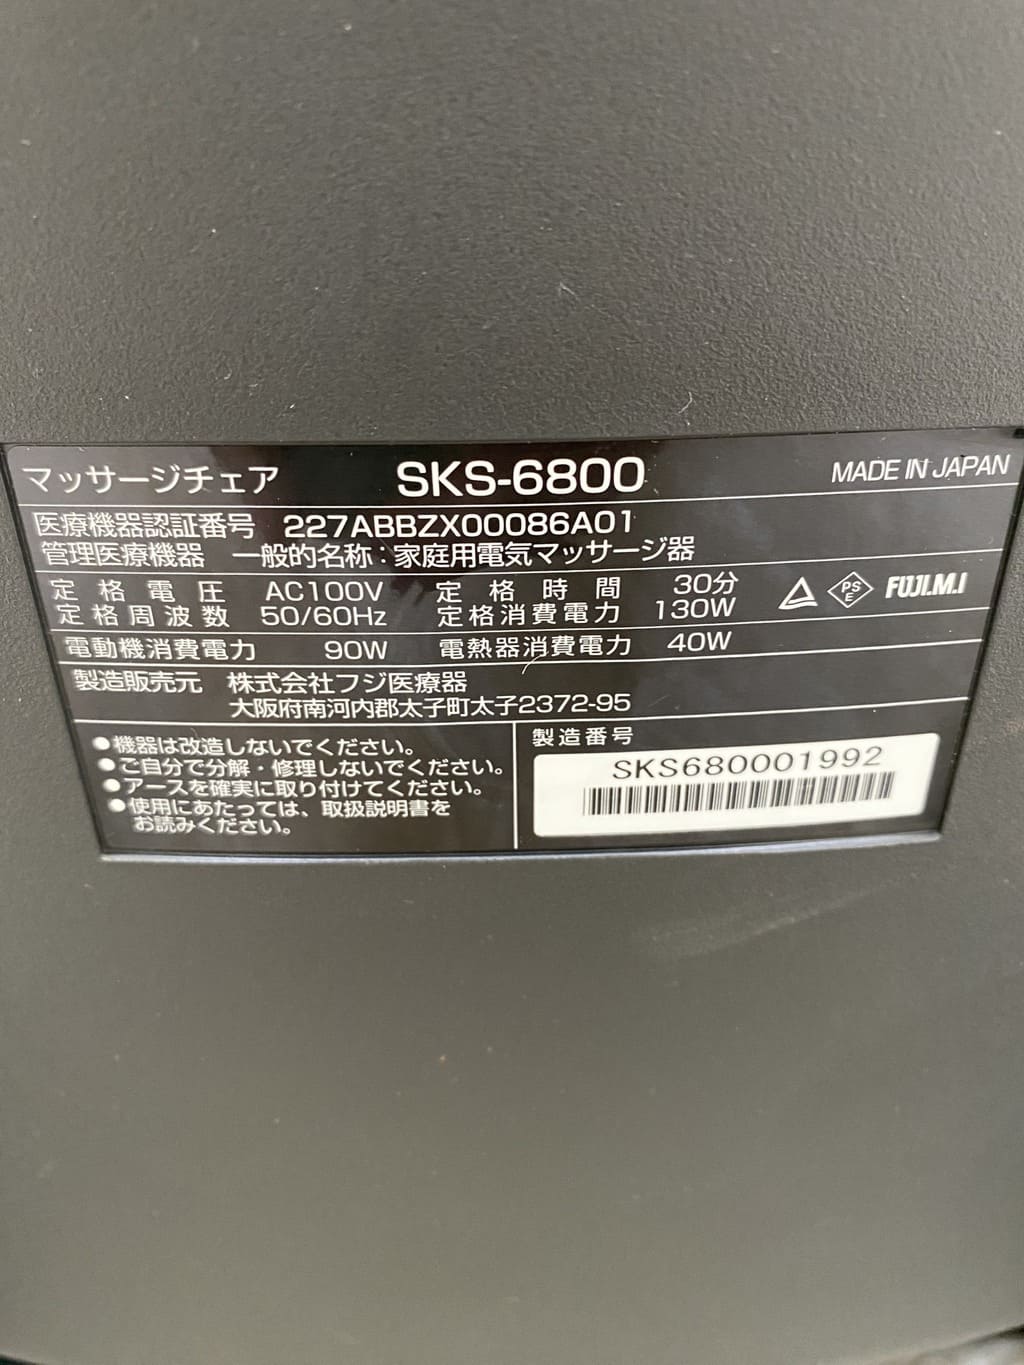 マッサージチェア SKS-6800 MADE IN JAPAN
医療機器認証番号 227ABBZX00086A01
管理医療機器 一般的名称：家庭用電気マッサージ器
定格電圧 AC100V 定格時間 30分
定格周波数 50/60Hz 定格消費電力 130W
PSE FUJI.M.I
電動機消費電力 90W 電熱器消費電力 40W
製造販売元 株式会社フジ医療器
大阪府南河内郡太子町太子2372-95
●機器は改造しないでください。
●ご自分で分解・修理しないでください。
●アースを確実に取り付けてください。
●使用にあたっては、取扱説明書を
お読みください。
製造番号
SKS680001992